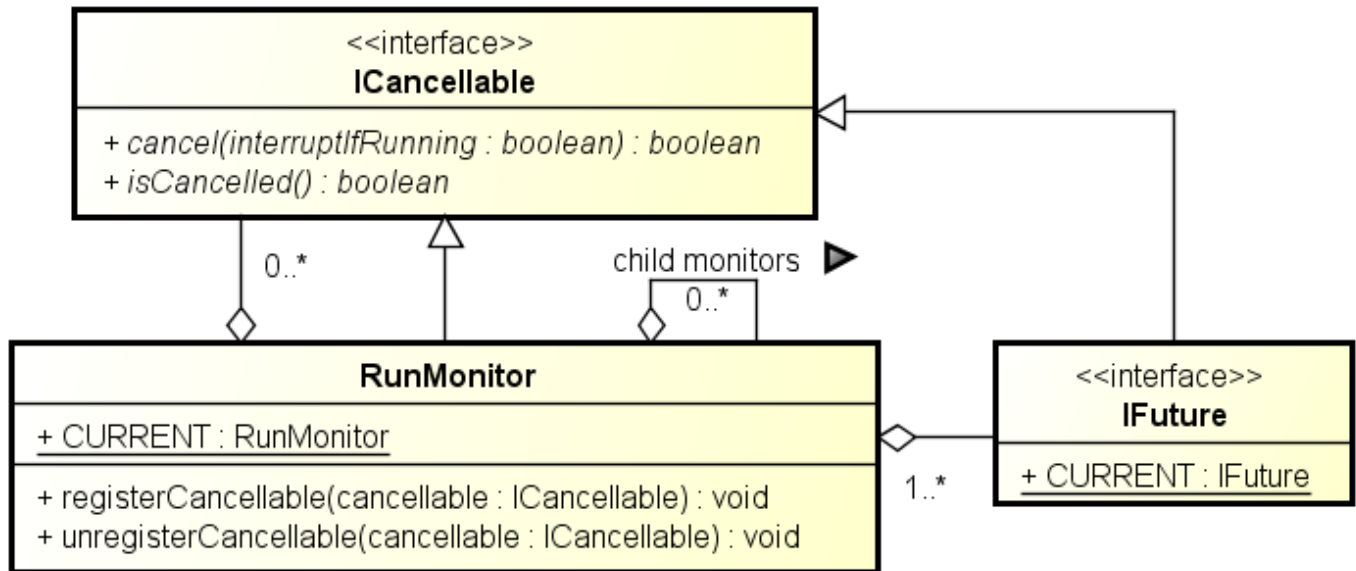 <<interface>>
ICancellable
+ cancel(interruptIfRunning : boolean) : boolean
+ isCancelled() : boolean
0..*
child monitors
0..*
RunMonitor
+ CURRENT : RunMonitor
+ registerCancellable(cancellable : ICancellable) : void
+ unregisterCancellable(cancellable : ICancellable) : void
1..*
<<interface>>
IFuture
+ CURRENT : IFuture